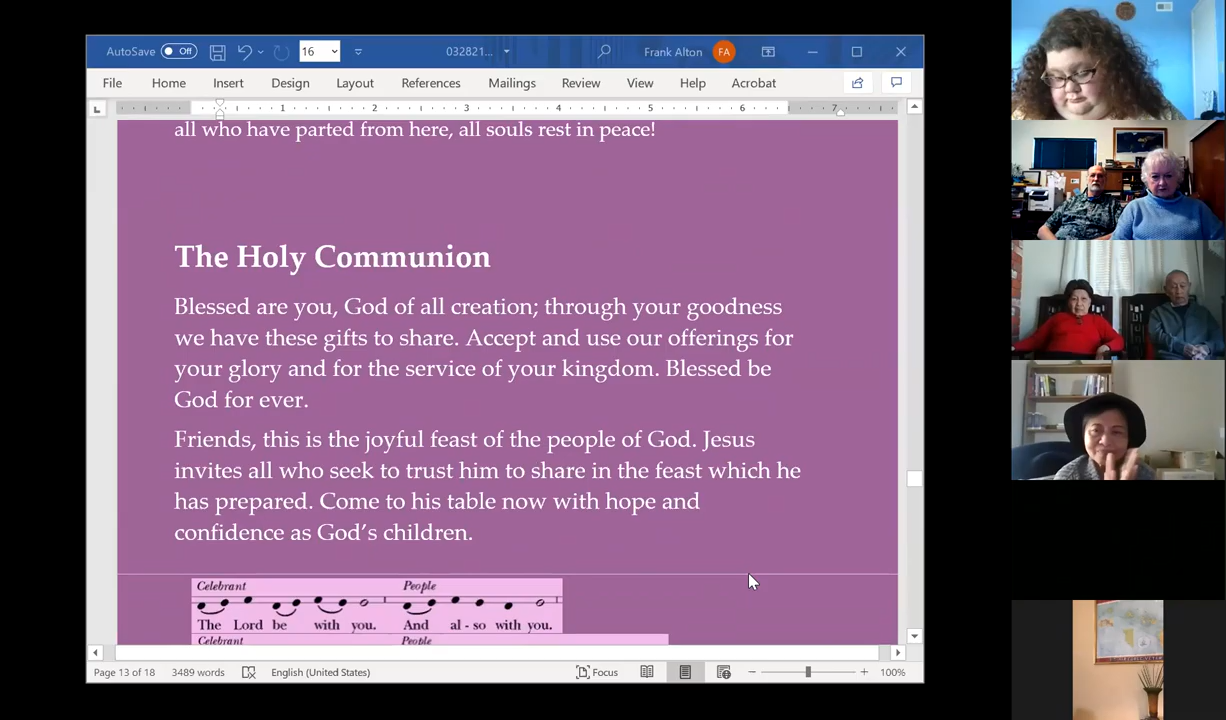 AutoSave Off 16 032821... Frank Alton FA
File Home Insert Design Layout References Mailings Review View Help Acrobat
1 2 3 4 5 6 7
all who have parted from here, all souls rest in peace!
The Holy Communion
Blessed are you, God of all creation; through your goodness
we have these gifts to share. Accept and use our offerings for
your glory and for the service of your kingdom. Blessed be
God for ever.
Friends, this is the joyful feast of the people of God. Jesus
invites all who seek to trust him to share in the feast which he
has prepared. Come to his table now with hope and
confidence as God’s children.
Celebrant People
The Lord be with you. And al - so with you.
Celebrant People
Page 13 of 18 3489 words English (United States) Focus 100%